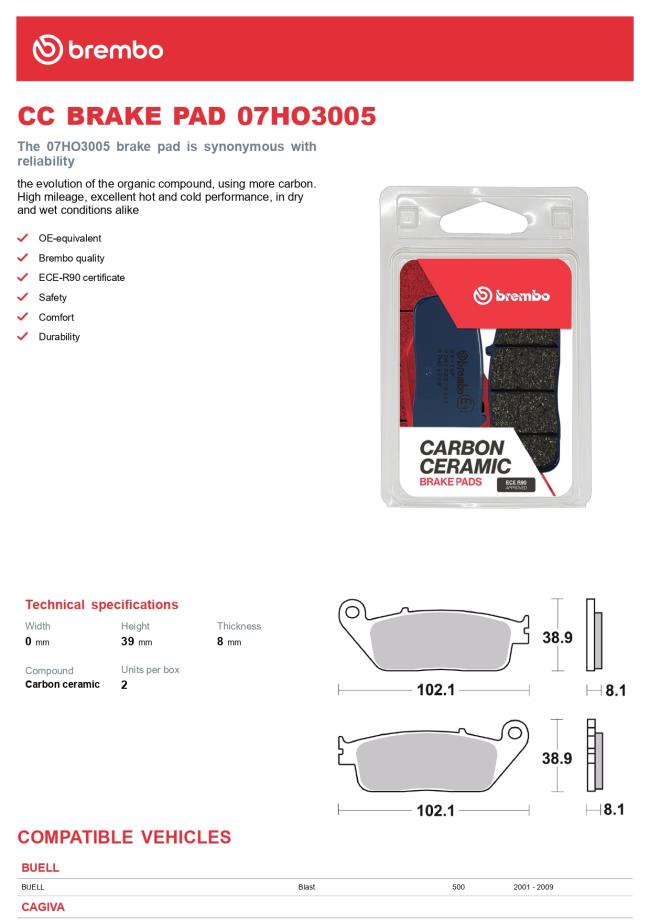 brembo
CC BRAKE PAD 07HO3005
The 07HO3005 brake pad is synonymous with
reliability
the evolution of the organic compound, using more carbon.
High mileage, excellent hot and cold performance, in dry
and wet conditions alike
OE-equivalent
Brembo quality
ECE-R90 certificate
Safety
Comfort
Durability
brembo
brembo
CARBON
CERAMIC
BRAKE PADS
ECE R90
APPROVED
Technical specifications
Width Height Thickness
0 mm 39 mm 8 mm
Compound Units per box
Carbon ceramic 2
38.9
102.1 8.1
38.9
102.1 8.1
COMPATIBLE VEHICLES
BUELL
BUELL Blast 500 2001 - 2009
CAGIVA